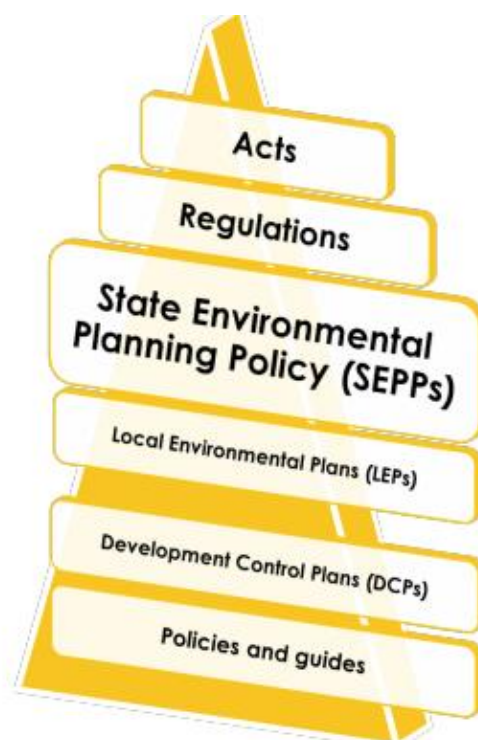 Acts
Regulations
State Environmental
Planning Policy (SEPPs)
Local Environmental Plans (LEPs)
Development Control Plans (DCPs)
Policies and guides